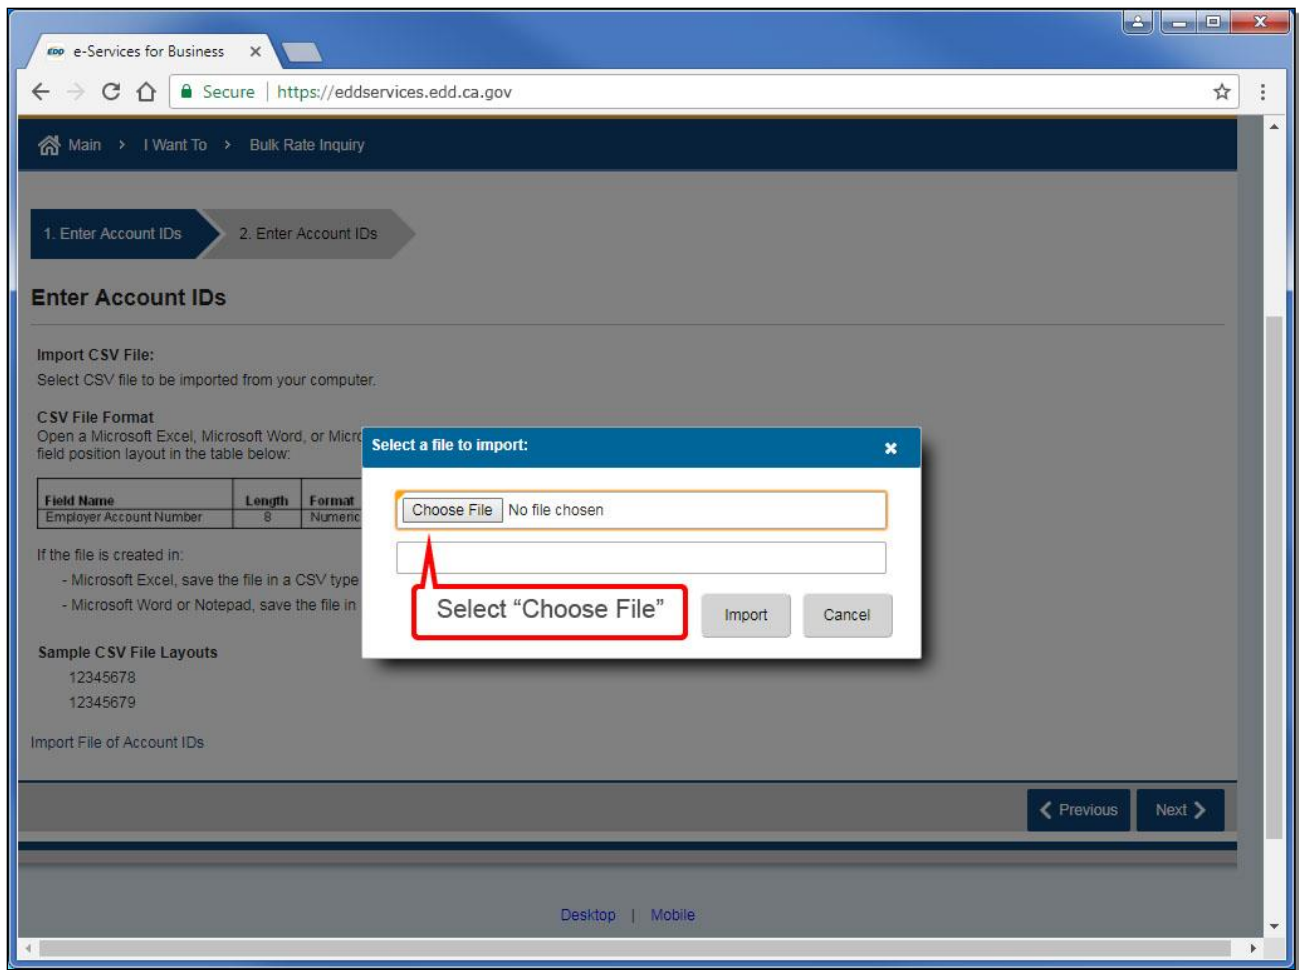 EDD e-Services for Business
Secure | https://eddservices.edd.ca.gov
Main > I Want To > Bulk Rate Inquiry
1. Enter Account IDs 2. Enter Account IDs
Enter Account IDs
Import CSV File:
Select CSV file to be imported from your computer.
CSV File Format
Open a Microsoft Excel, Microsoft Word, or Micro
field position layout in the table below:
Field Name Length Format
Employer Account Number 8 Numeric
If the file is created in:
- Microsoft Excel, save the file in a CSV type
- Microsoft Word or Notepad, save the file in
Sample CSV File Layouts
12345678
12345679
Import File of Account IDs
Select a file to import:
Choose File No file chosen
Select “Choose File”
Import Cancel
Previous Next
Desktop | Mobile